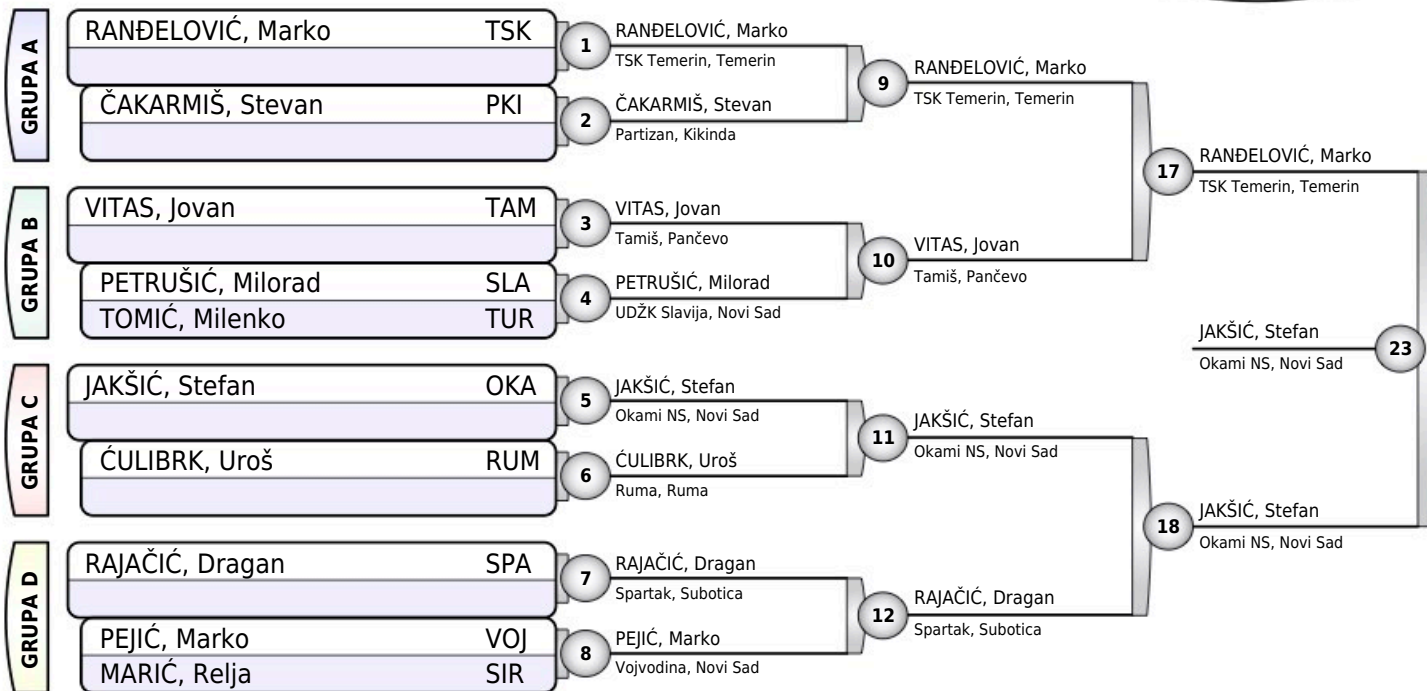 GRUPA A
RANĐELOVIĆ, Marko TSK
ČAKARMIŠ, Stevan PKI
GRUPA B
VITAS, Jovan TAM
PETRUŠIĆ, Milorad SLA
TOMIĆ, Milenko TUR
GRUPA C
JAKŠIĆ, Stefan OKA
ĆULIBRK, Uroš RUM
GRUPA D
RAJAČIĆ, Dragan SPA
PEJIĆ, Marko VOJ
MARIĆ, Relja SIR
1
RANĐELOVIĆ, Marko
TSK Temerin, Temerin
2
ČAKARMIŠ, Stevan
Partizan, Kikinda
3
VITAS, Jovan
Tamiš, Pančevo
4
PETRUŠIĆ, Milorad
UDŽK Slavija, Novi Sad
5
JAKŠIĆ, Stefan
Okami NS, Novi Sad
6
ĆULIBRK, Uroš
Ruma, Ruma
7
RAJAČIĆ, Dragan
Spartak, Subotica
8
PEJIĆ, Marko
Vojvodina, Novi Sad
9
RANĐELOVIĆ, Marko
TSK Temerin, Temerin
10
VITAS, Jovan
Tamiš, Pančevo
11
JAKŠIĆ, Stefan
Okami NS, Novi Sad
12
RAJAČIĆ, Dragan
Spartak, Subotica
17
RANĐELOVIĆ, Marko
TSK Temerin, Temerin
18
JAKŠIĆ, Stefan
Okami NS, Novi Sad
JAKŠIĆ, Stefan
Okami NS, Novi Sad
23